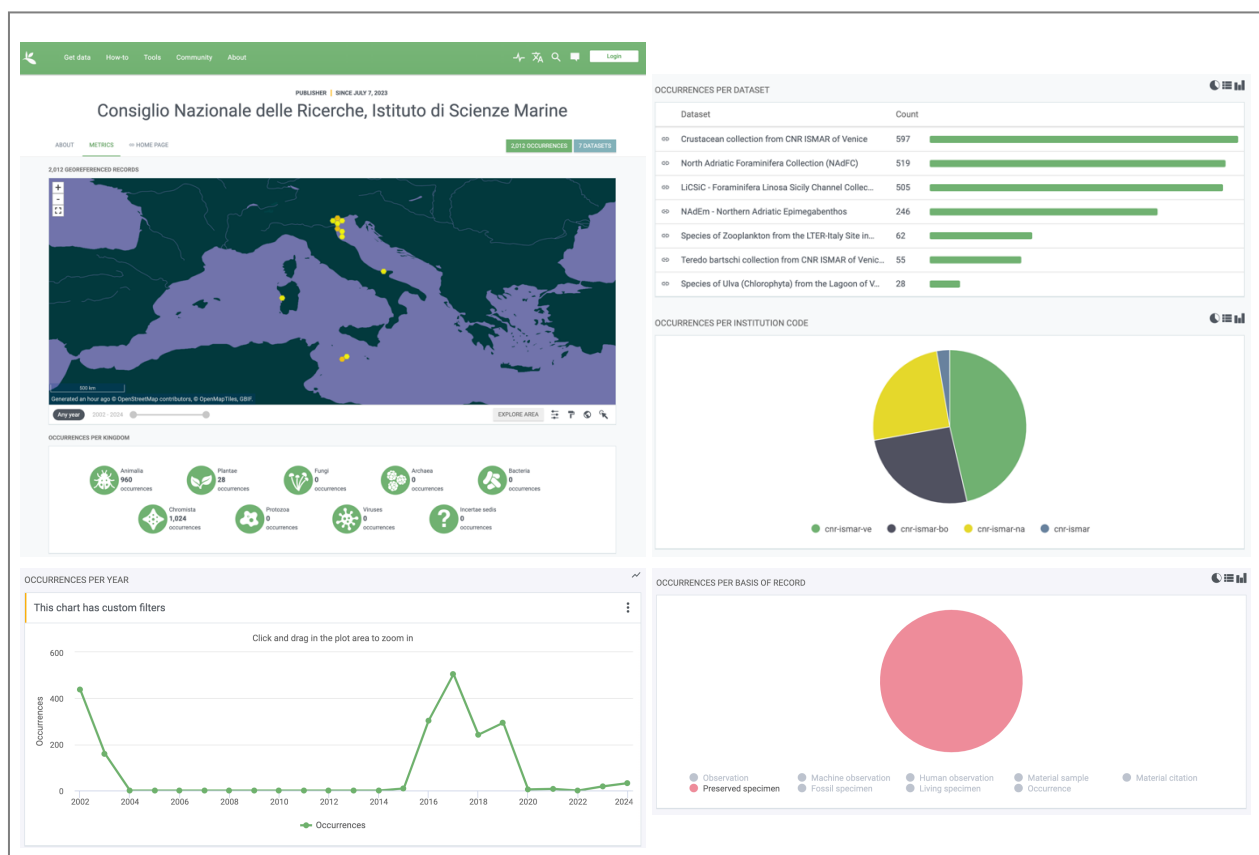 Get data How-to Tools Community About Login
PUBLISHER | SINCE JULY 7, 2023
Consiglio Nazionale delle Ricerche, Istituto di Scienze Marine
ABOUT METRICS HOME PAGE 2,012 OCCURRENCES 7 DATASETS
2,012 GEOREFERENCED RECORDS
+
-
500 km
Generated an hour ago © OpenStreetMap contributors, © OpenMapTiles, GBIF.
Any year 2002 - 2024 EXPLORE AREA
OCCURRENCES PER KINGDOM
Animalia
960
occurrences
Plantae
28
occurrences
Fungi
0
occurrences
Archaea
0
occurrences
Bacteria
0
occurrences
Chromista
1,024
occurrences
Protozoa
0
occurrences
Viruses
0
occurrences
?
Incertae sedis
0
occurrences
OCCURRENCES PER DATASET
Dataset Count
Crustacean collection from CNR ISMAR of Venice 597
North Adriatic Foraminifera Collection (NAdFC) 519
LiCSiC - Foraminifera Linosa Sicily Channel Collec... 505
NAdEm - Northern Adriatic Epimegabenthos 246
Species of Zooplankton from the LTER-Italy Site in... 62
Teredo bartschi collection from CNR ISMAR of Venic... 55
Species of Ulva (Chlorophyta) from the Lagoon of V... 28
OCCURRENCES PER INSTITUTION CODE
cnr-ismar-ve cnr-ismar-bo cnr-ismar-na cnr-ismar
OCCURRENCES PER YEAR
This chart has custom filters
Click and drag in the plot area to zoom in
Occurrences
600
400
200
0
2002 2004 2006 2008 2010 2012 2014 2016 2018 2020 2022 2024
Occurrences
OCCURRENCES PER BASIS OF RECORD
Observation Machine observation Human observation Material sample Material citation
Preserved specimen Fossil specimen Living specimen Occurrence